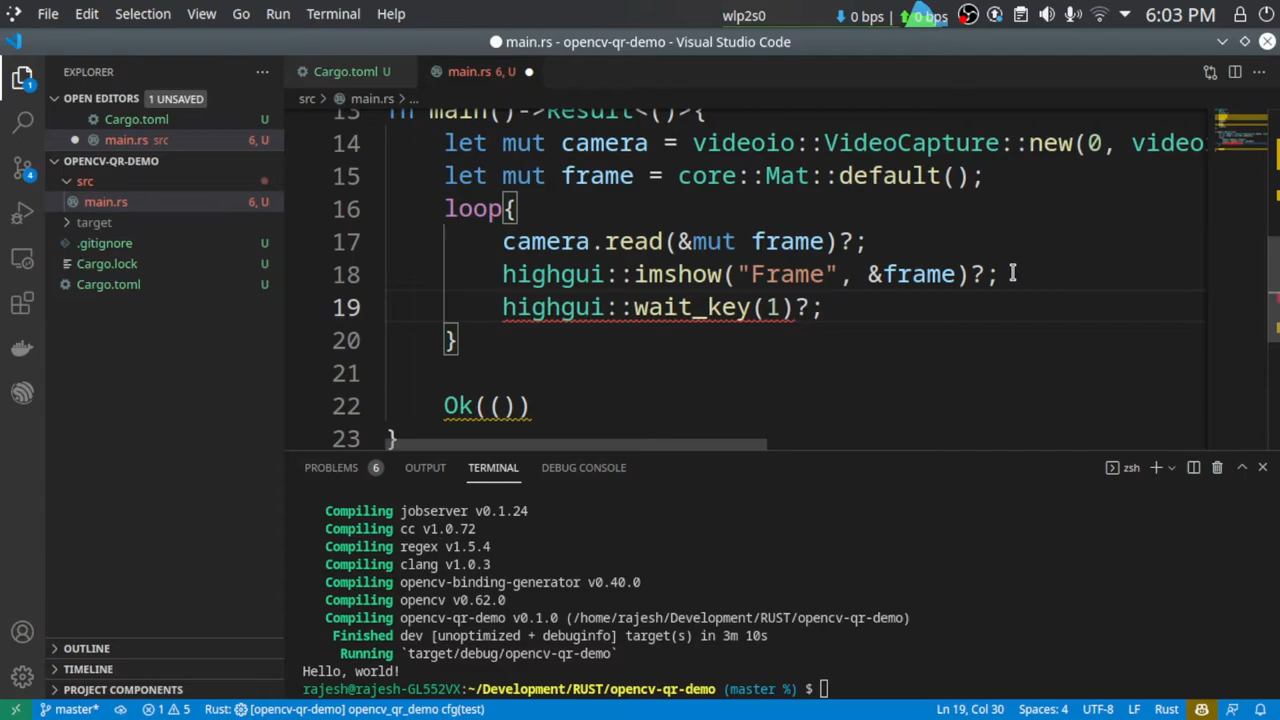 File Edit Selection View Go Run Terminal Help
wlp2s0 0 bps 0 bps 6:03 PM
main.rs - opencv-qr-demo - Visual Studio Code
EXPLORER
Cargo.toml U main.rs 6, U
OPEN EDITORS 1 UNSAVED
src > main.rs > ...
Cargo.toml U
main.rs src 6, U
OPENCV-QR-DEMO
src
main.rs 6, U
target
.gitignore U
Cargo.lock U
Cargo.toml U
13 fn main()->Result<()>{
14 let mut camera = videoio::VideoCapture::new(0, video
15 let mut frame = core::Mat::default();
16 loop{
17 camera.read(&mut frame)?;
18 highgui::imshow("Frame", &frame)?;
19 highgui::wait_key(1)?;
20 }
21
22 Ok(())
23 }
PROBLEMS 6 OUTPUT TERMINAL DEBUG CONSOLE zsh
Compiling jobserver v0.1.24
Compiling cc v1.0.72
Compiling regex v1.5.4
Compiling clang v1.0.3
Compiling opencv-binding-generator v0.40.0
Compiling opencv v0.62.0
Compiling opencv-qr-demo v0.1.0 (/home/rajesh/Development/RUST/opencv-qr-demo)
Finished dev [unoptimized + debuginfo] target(s) in 3m 10s
Running `target/debug/opencv-qr-demo`
Hello, world!
rajesh@rajesh-GL552VX:~/Development/RUST/opencv-qr-demo (master %) $
OUTLINE
TIMELINE
PROJECT COMPONENTS
1
4
master* 1 5 Rust: [opencv-qr-demo] opencv_qr_demo cfg(test) Ln 19, Col 30 Spaces: 4 UTF-8 LF Rust